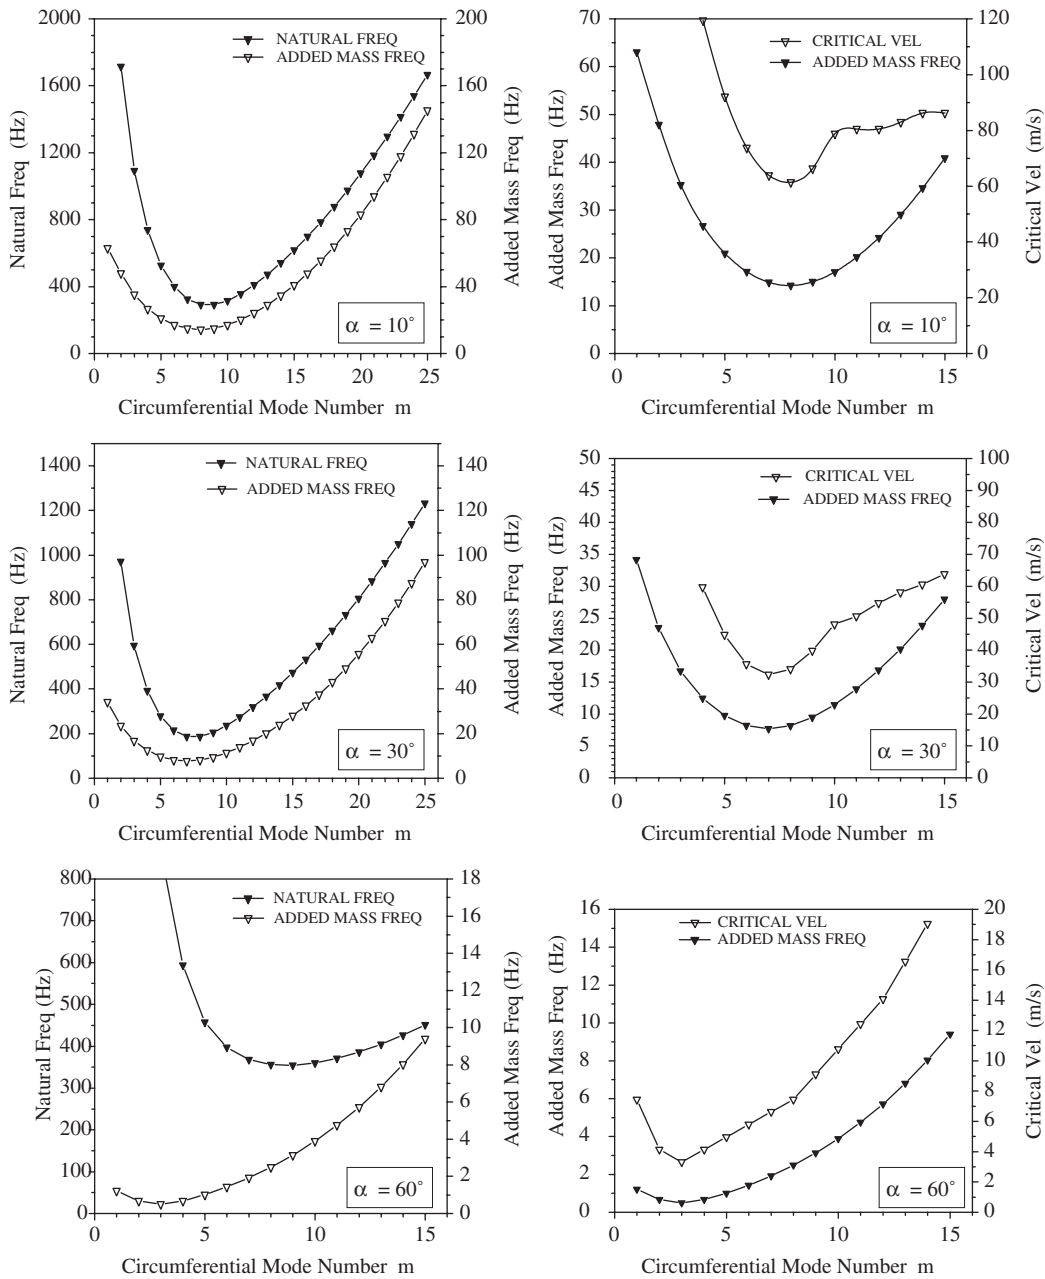 2000
1600
1200
800
400
0
Natural Freq (Hz)
200
160
120
80
40
0
Added Mass Freq (Hz)
NATURAL FREQ
ADDED MASS FREQ
α = 10°
0 5 10 15 20 25
Circumferential Mode Number m
70
60
50
40
30
20
10
0
Added Mass Freq (Hz)
120
100
80
60
40
20
0
Critical Vel (m/s)
CRITICAL VEL
ADDED MASS FREQ
α = 10°
0 5 10 15
Circumferential Mode Number m
1400
1200
1000
800
600
400
200
0
Natural Freq (Hz)
140
120
100
80
60
40
20
0
Added Mass Freq (Hz)
NATURAL FREQ
ADDED MASS FREQ
α = 30°
0 5 10 15 20 25
Circumferential Mode Number m
50
45
40
35
30
25
20
15
10
5
0
Added Mass Freq (Hz)
100
90
80
70
60
50
40
30
20
10
0
Critical Vel (m/s)
CRITICAL VEL
ADDED MASS FREQ
α = 30°
0 5 10 15
Circumferential Mode Number m
800
700
600
500
400
300
200
100
0
Natural Freq (Hz)
18
16
14
12
10
8
6
4
2
0
Added Mass Freq (Hz)
NATURAL FREQ
ADDED MASS FREQ
α = 60°
0 5 10 15
Circumferential Mode Number m
16
14
12
10
8
6
4
2
0
Added Mass Freq (Hz)
20
18
16
14
12
10
8
6
4
2
0
Critical Vel (m/s)
CRITICAL VEL
ADDED MASS FREQ
α = 60°
0 5 10 15
Circumferential Mode Number m